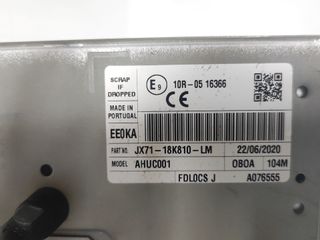 SCRAP
IF
DROPPED
MADE IN
PORTUGAL
EE0KA
E9 10R-05 16366
CE
PART NO. JX71-18K810-LM 22/06/2020
MODEL AHUC001 0B0A 104M
FDLOCS J A076555